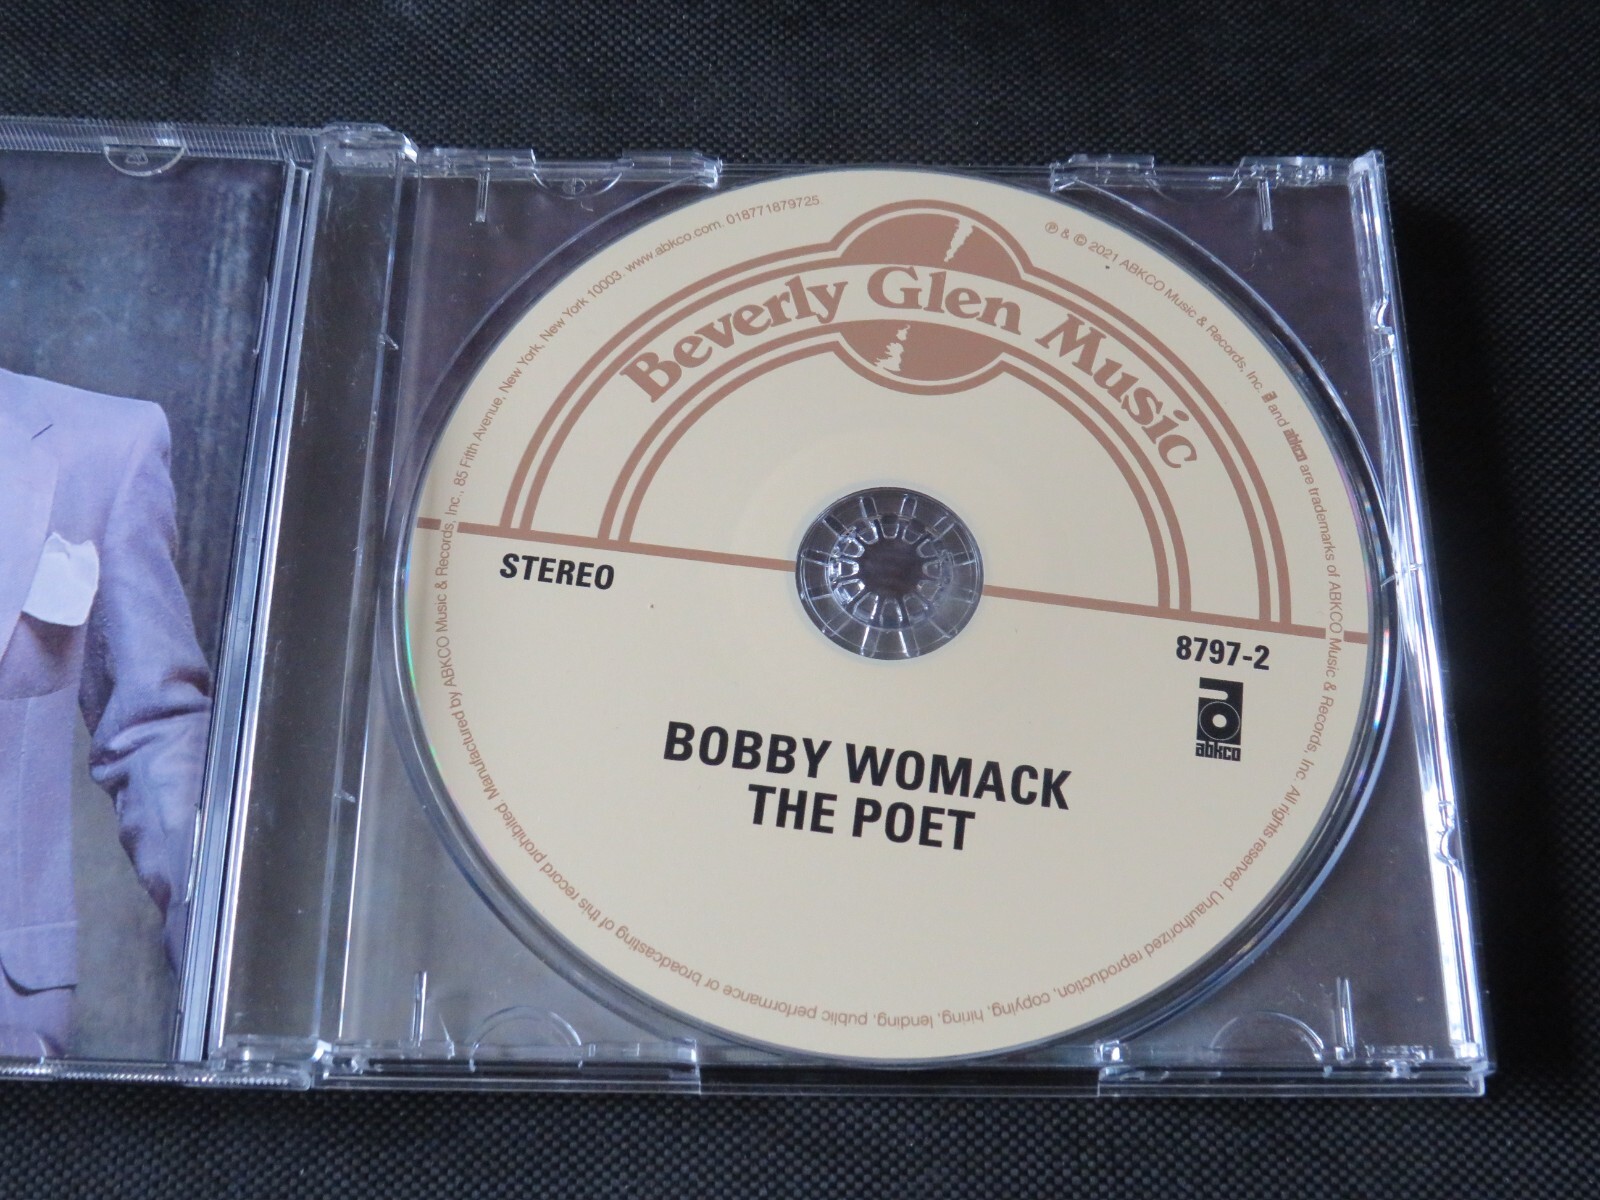 Beverly Glen Music
STEREO
8797-2
abkco
BOBBY WOMACK
THE POET
℗ & © 2021 ABKCO Music & Records, Inc. a and abkco are trademarks of ABKCO Music & Records, Inc. All rights reserved. Unauthorized reproduction, copying, hiring, lending, public performance or broadcasting of this record prohibited. Manufactured by ABKCO Music & Records, Inc., 85 Fifth Avenue, New York, New York 10003. www.abkco.com. 018771879725.